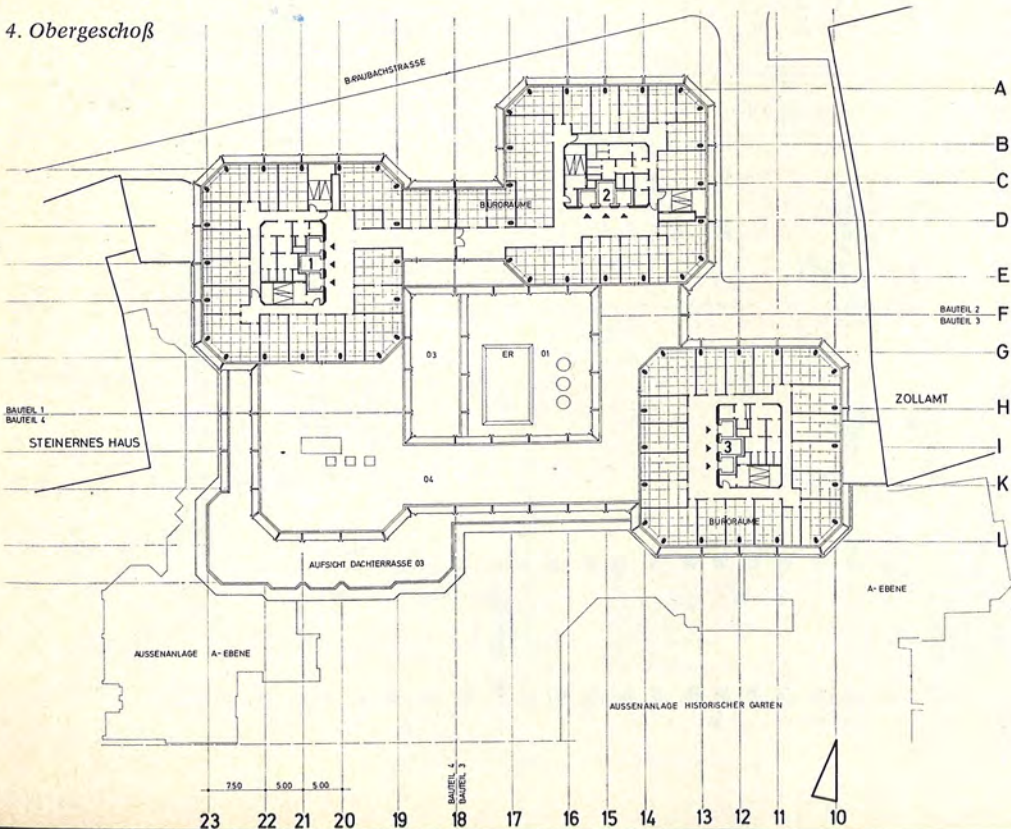 4. Obergeschoß
BRAUBACHSTRASSE
A
B
C
D
E
F
G
H
I
K
L
BÜRORÄUME
1
2
3
BAUTEIL 2
BAUTEIL 3
03
ER
01
BAUTEIL 1
BAUTEIL 4
STEINERNES HAUS
ZOLLAMT
04
BÜRORÄUME
AUFSICHT DACHTERRASSE 03
A-EBENE
AUSSENANLAGE A-EBENE
AUSSENANLAGE HISTORISCHER GARTEN
7.50 5.00 5.00
BAUTEIL 4
BAUTEIL 3
23 22 21 20 19 18 17 16 15 14 13 12 11 10